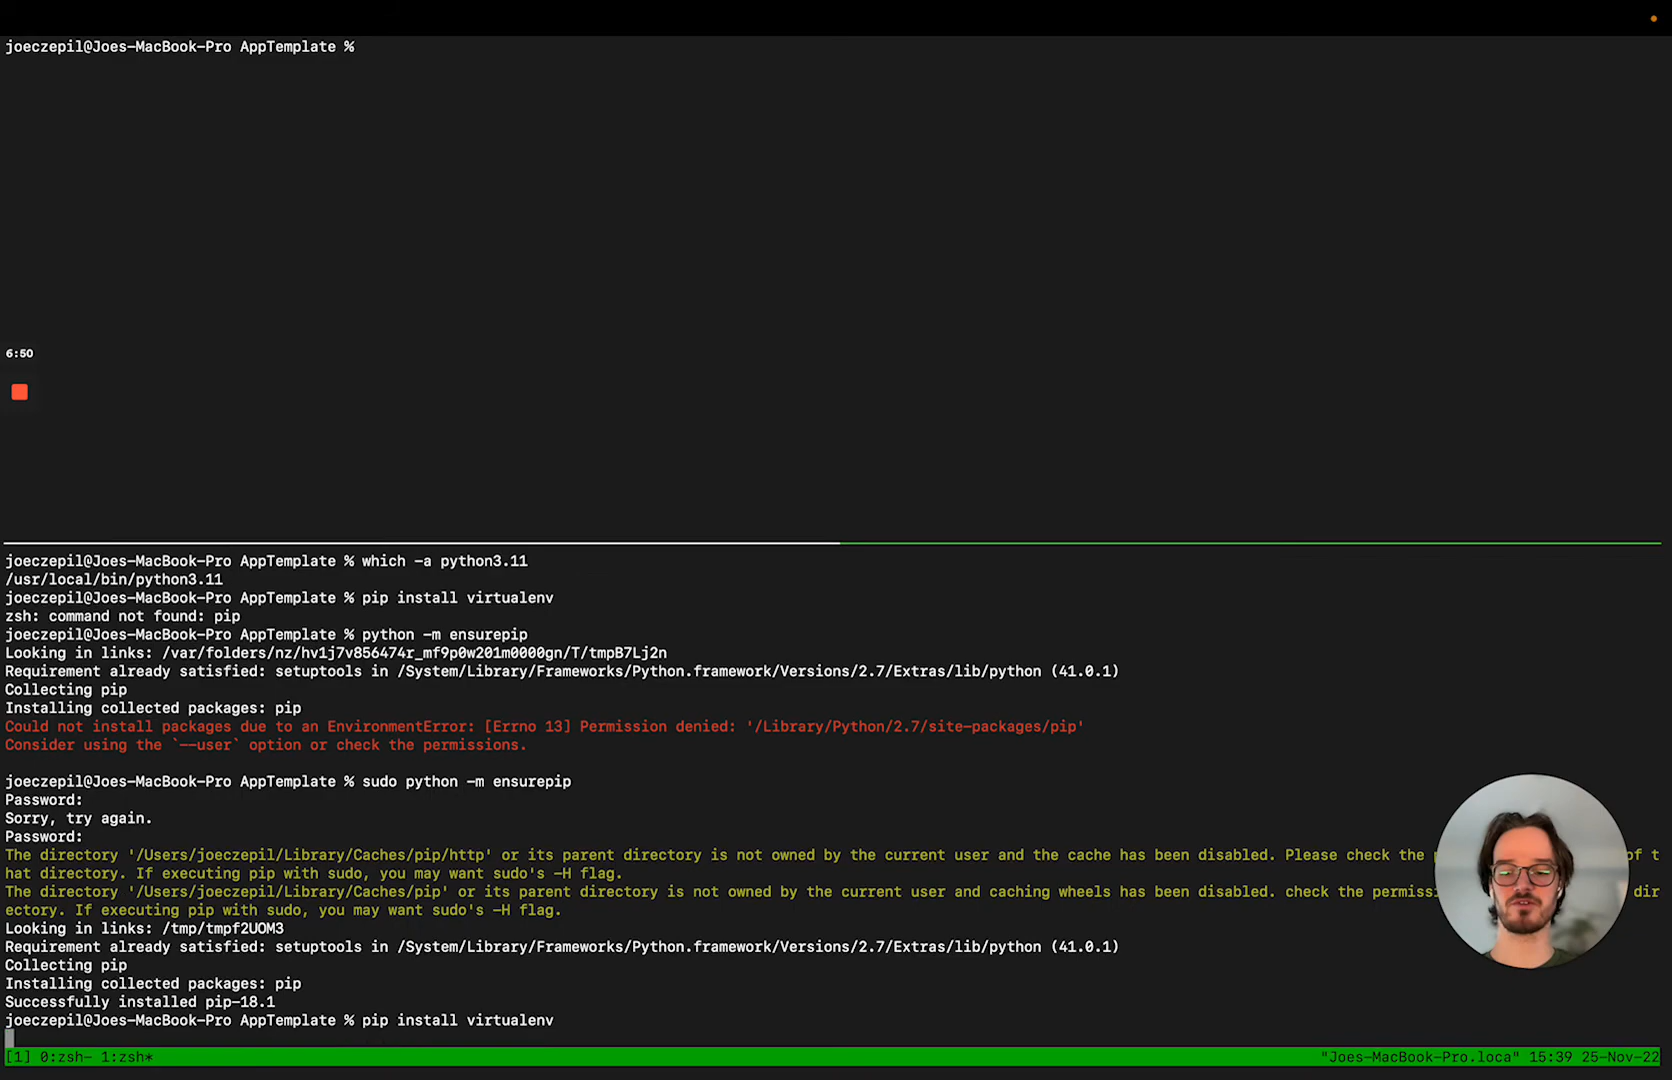 joeczepil@Joes-MacBook-Pro AppTemplate %
6:50
joeczepil@Joes-MacBook-Pro AppTemplate % which -a python3.11
/usr/local/bin/python3.11
joeczepil@Joes-MacBook-Pro AppTemplate % pip install virtualenv
zsh: command not found: pip
joeczepil@Joes-MacBook-Pro AppTemplate % python -m ensurepip
Looking in links: /var/folders/nz/hv1j7v856474r_mf9p0w201m0000gn/T/tmpB7Lj2n
Requirement already satisfied: setuptools in /System/Library/Frameworks/Python.framework/Versions/2.7/Extras/lib/python (41.0.1)
Collecting pip
Installing collected packages: pip
Could not install packages due to an EnvironmentError: [Errno 13] Permission denied: '/Library/Python/2.7/site-packages/pip'
Consider using the `--user` option or check the permissions.
joeczepil@Joes-MacBook-Pro AppTemplate % sudo python -m ensurepip
Password:
Sorry, try again.
Password:
The directory '/Users/joeczepil/Library/Caches/pip/http' or its parent directory is not owned by the current user and the cache has been disabled. Please check the of t
hat directory. If executing pip with sudo, you may want sudo's -H flag.
The directory '/Users/joeczepil/Library/Caches/pip' or its parent directory is not owned by the current user and caching wheels has been disabled. check the dir
ectory. If executing pip with sudo, you may want sudo's -H flag.
Looking in links: /tmp/tmpf2UOM3
Requirement already satisfied: setuptools in /System/Library/Frameworks/Python.framework/Versions/2.7/Extras/lib/python (41.0.1)
Collecting pip
Installing collected packages: pip
Successfully installed pip-18.1
joeczepil@Joes-MacBook-Pro AppTemplate % pip install virtualenv
[1] 0:zsh- 1:zsh* "Joes-MacBook-Pro.loca" 15:39 25-Nov-22